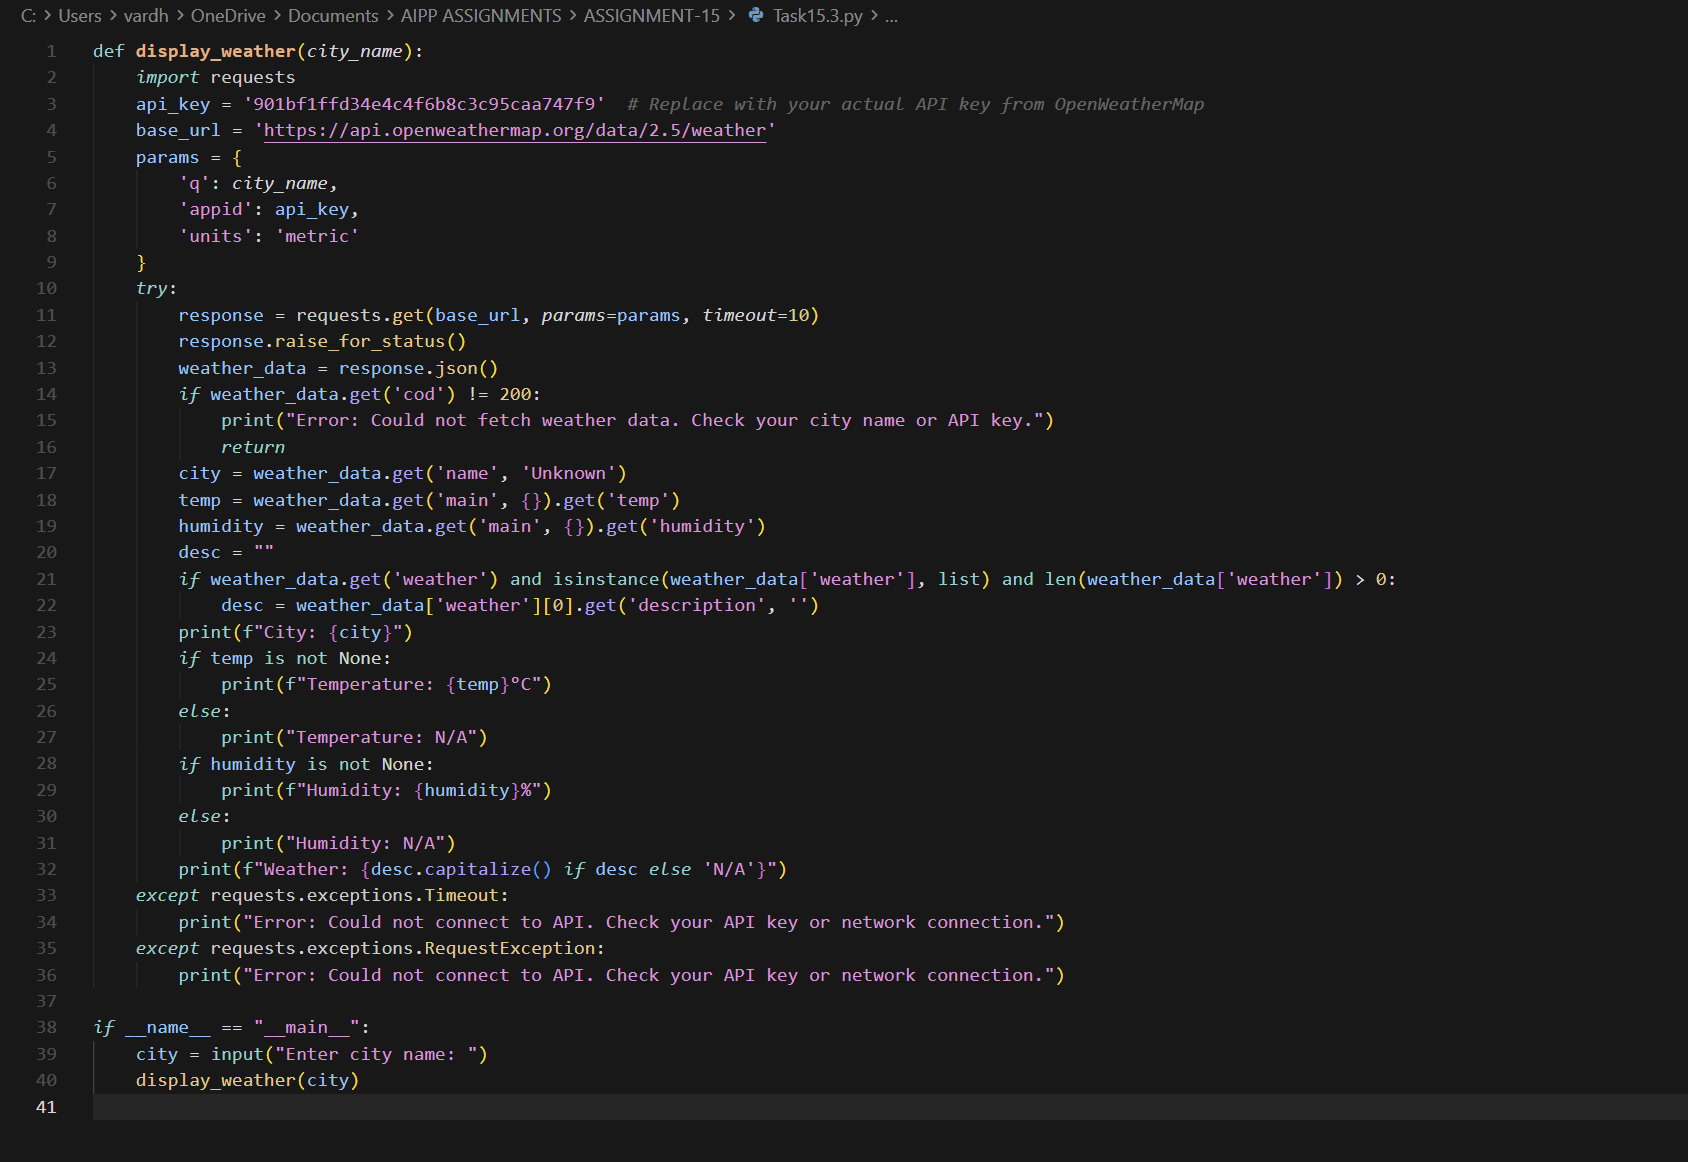 C: > Users > vardh > OneDrive > Documents > AIPP ASSIGNMENTS > ASSIGNMENT-15 > Task15.3.py > ...
1 def display_weather(city_name):
2     import requests
3     api_key = '901bf1ffd34e4c4f6b8c3c95caa747f9'  # Replace with your actual API key from OpenWeatherMap
4     base_url = 'https://api.openweathermap.org/data/2.5/weather'
5     params = {
6         'q': city_name,
7         'appid': api_key,
8         'units': 'metric'
9     }
10     try:
11         response = requests.get(base_url, params=params, timeout=10)
12         response.raise_for_status()
13         weather_data = response.json()
14         if weather_data.get('cod') != 200:
15             print("Error: Could not fetch weather data. Check your city name or API key.")
16             return
17         city = weather_data.get('name', 'Unknown')
18         temp = weather_data.get('main', {}).get('temp')
19         humidity = weather_data.get('main', {}).get('humidity')
20         desc = ""
21         if weather_data.get('weather') and isinstance(weather_data['weather'], list) and len(weather_data['weather']) > 0:
22             desc = weather_data['weather'][0].get('description', '')
23         print(f"City: {city}")
24         if temp is not None:
25             print(f"Temperature: {temp}°C")
26         else:
27             print("Temperature: N/A")
28         if humidity is not None:
29             print(f"Humidity: {humidity}%")
30         else:
31             print("Humidity: N/A")
32         print(f"Weather: {desc.capitalize() if desc else 'N/A'}")
33     except requests.exceptions.Timeout:
34         print("Error: Could not connect to API. Check your API key or network connection.")
35     except requests.exceptions.RequestException:
36         print("Error: Could not connect to API. Check your API key or network connection.")
37
38 if __name__ == "__main__":
39     city = input("Enter city name: ")
40     display_weather(city)
41